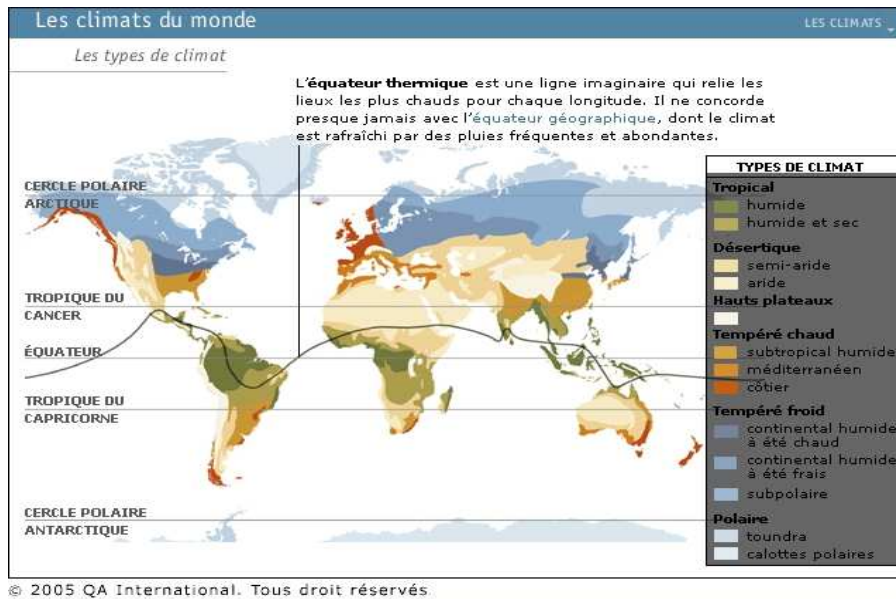 Les climats du monde
LES CLIMATS
Les types de climat
L'équateur thermique est une ligne imaginaire qui relie les
lieux les plus chauds pour chaque longitude. Il ne concorde
presque jamais avec l'équateur géographique, dont le climat
est rafraîchi par des pluies fréquentes et abondantes.
CERCLE POLAIRE
ARCTIQUE
TROPIQUE DU
CANCER
ÉQUATEUR
TROPIQUE DU
CAPRICORNE
CERCLE POLAIRE
ANTARCTIQUE
TYPES DE CLIMAT
Tropical
humide
humide et sec
Désertique
semi-aride
aride
Hauts plateaux
Tempéré chaud
subtropical humide
méditerranéen
côtier
Tempéré froid
continental humide
à été chaud
continental humide
à été frais
subpolaire
Polaire
toundra
calottes polaires
© 2005 QA International. Tous droit réservés